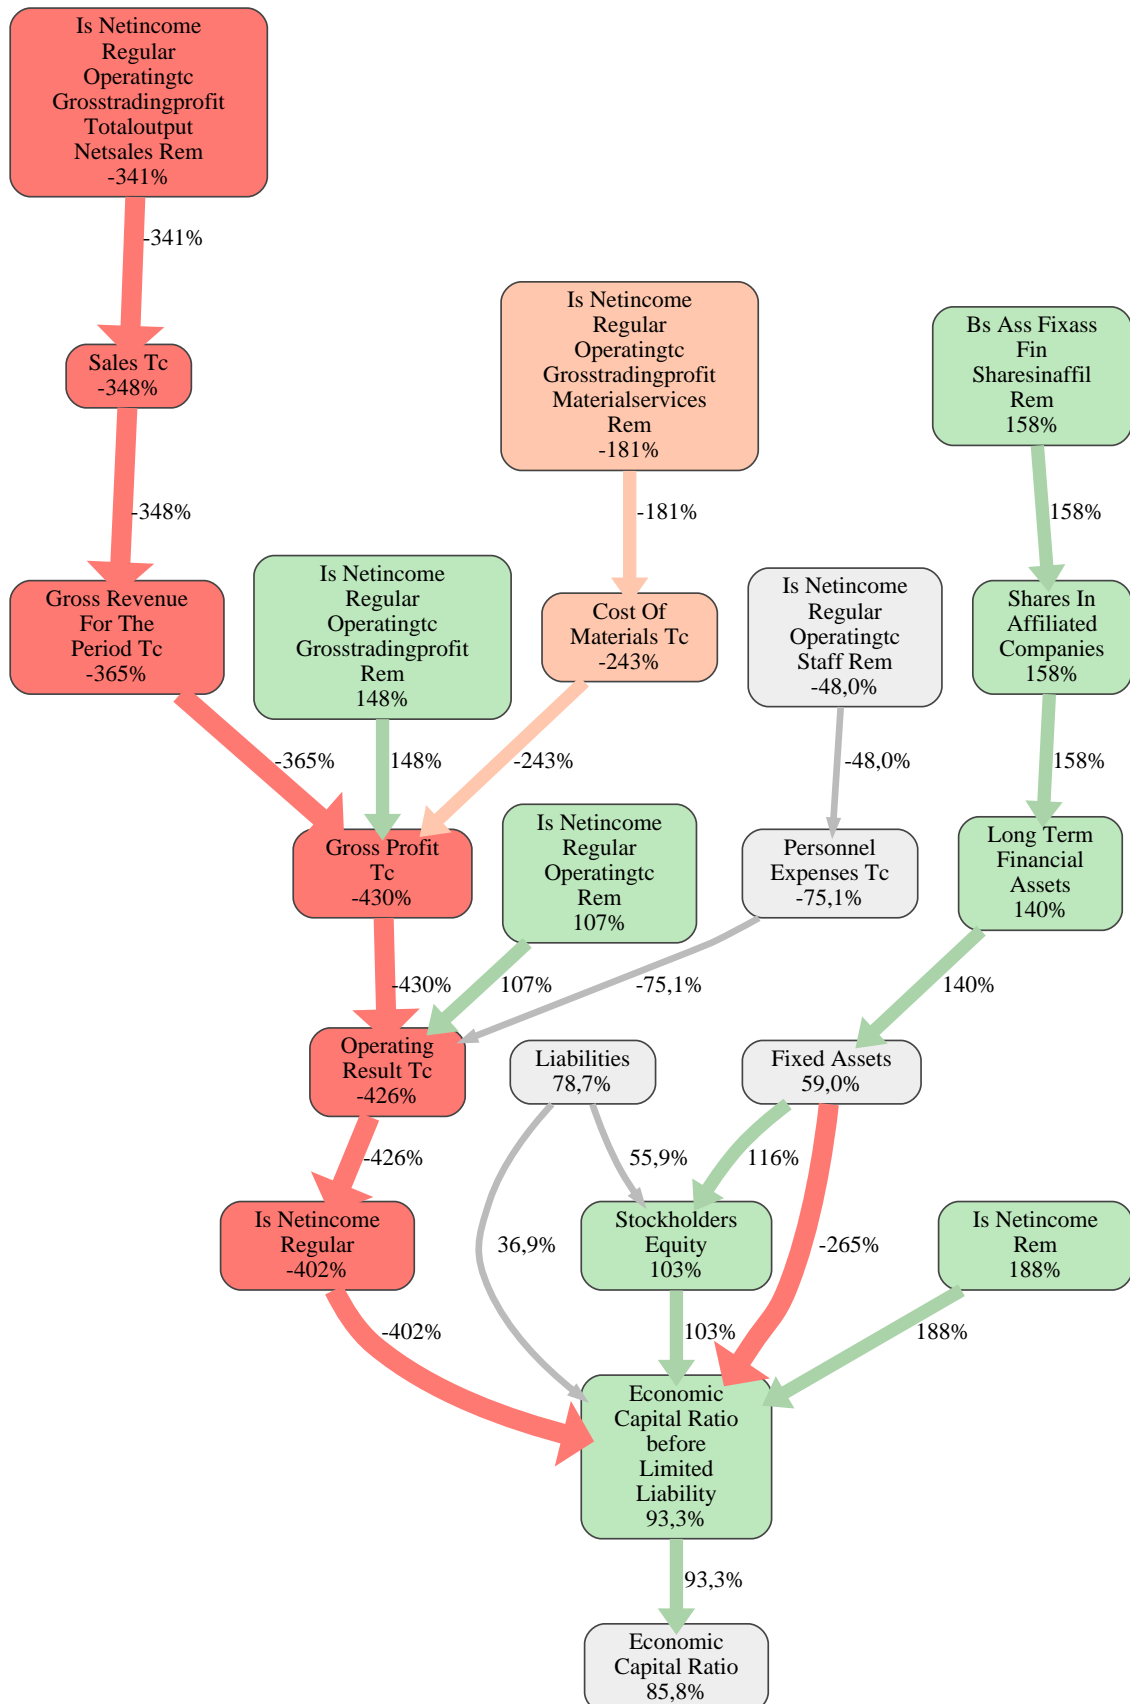 Is Netincome
Regular
Operatingtc
Grosstradingprofit
Totaloutput
Netsales Rem
-341%
-341%
Sales Tc
-348%
-348%
Is Netincome
Regular
Operatingtc
Grosstradingprofit
Materialservices
Rem
-181%
-181%
Bs Ass Fixass
Fin
Sharesinaffil
Rem
158%
158%
Gross Revenue
For The
Period Tc
-365%
-365%
Is Netincome
Regular
Operatingtc
Grosstradingprofit
Rem
148%
148%
Cost Of
Materials Tc
-243%
-243%
Is Netincome
Regular
Operatingtc
Staff Rem
-48,0%
-48,0%
Shares In
Affiliated
Companies
158%
158%
Gross Profit
Tc
-430%
-430%
Is Netincome
Regular
Operatingtc
Rem
107%
107%
Personnel
Expenses Tc
-75,1%
-75,1%
Long Term
Financial
Assets
140%
140%
Operating
Result Tc
-426%
-426%
Liabilities
78,7%
36,9%
55,9%
Fixed Assets
59,0%
116%
-265%
Is Netincome
Regular
-402%
-402%
Stockholders
Equity
103%
103%
Is Netincome
Rem
188%
188%
Economic
Capital Ratio
before
Limited
Liability
93,3%
93,3%
Economic
Capital Ratio
85,8%